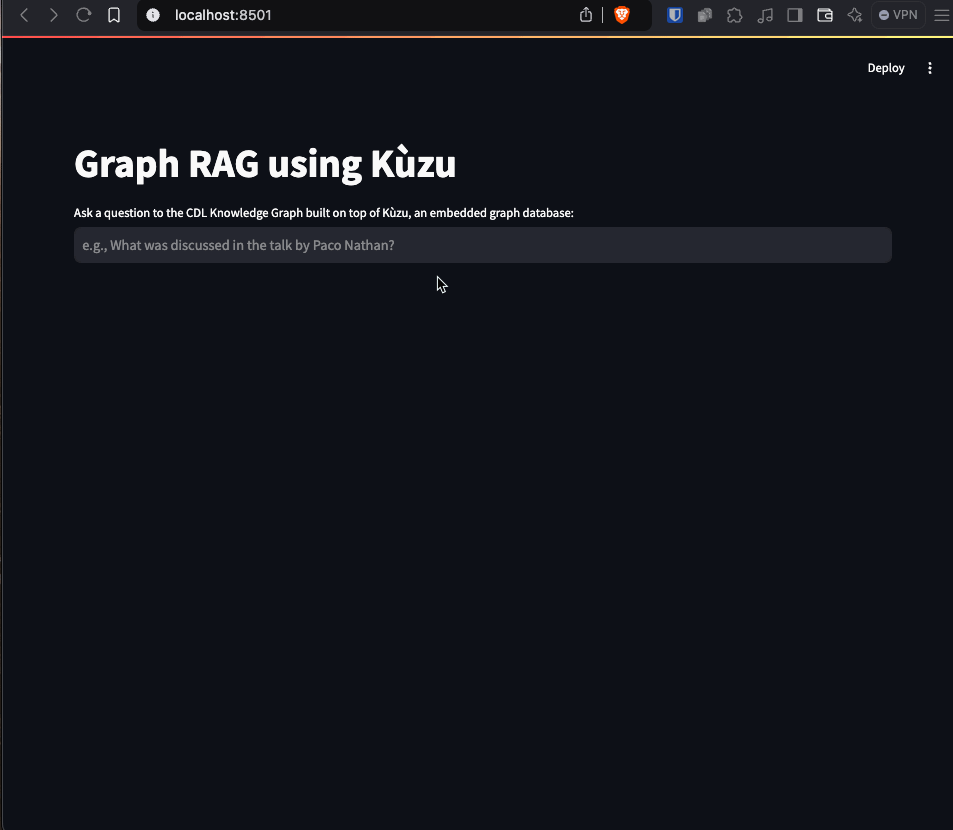 localhost:8501
VPN
Deploy
Graph RAG using Kùzu
Ask a question to the CDL Knowledge Graph built on top of Kùzu, an embedded graph database:
e.g., What was discussed in the talk by Paco Nathan?